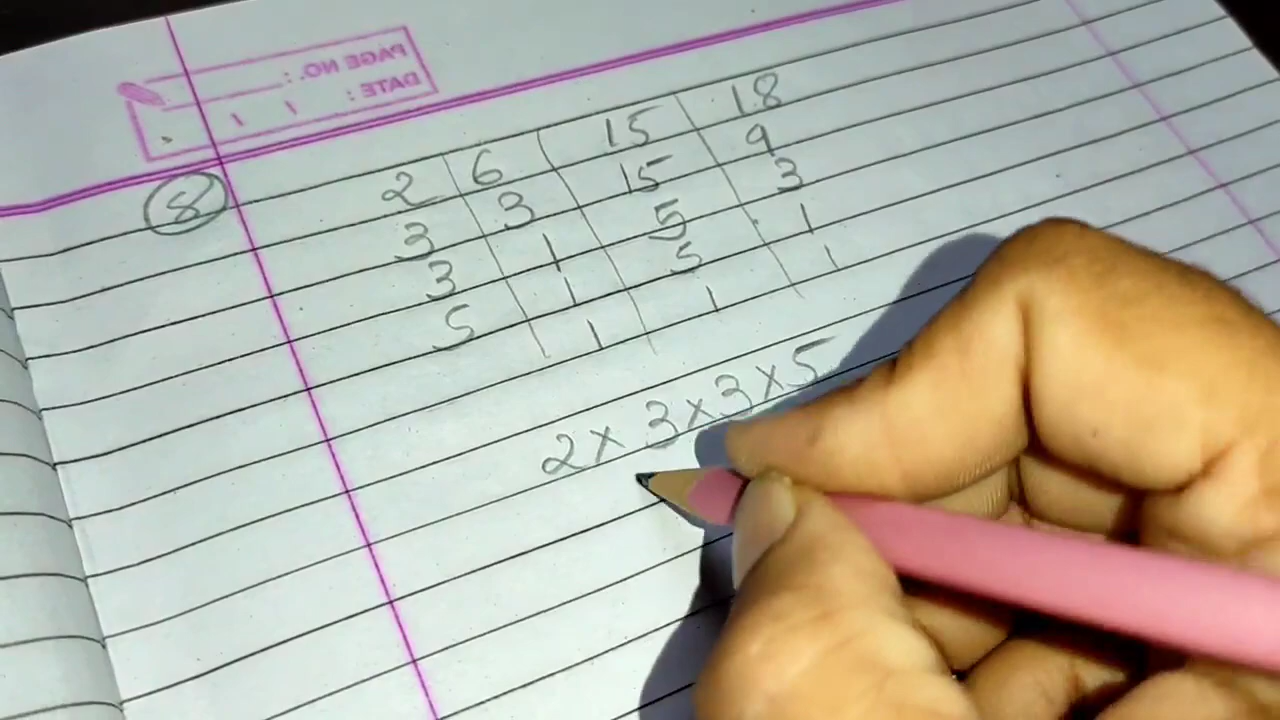 PAGE NO. :
DATE :
8
2 6 15 18
3 3 15 9
3 1 5 3
5 1 5 1
1 1 1
2 × 3 × 3 × 5